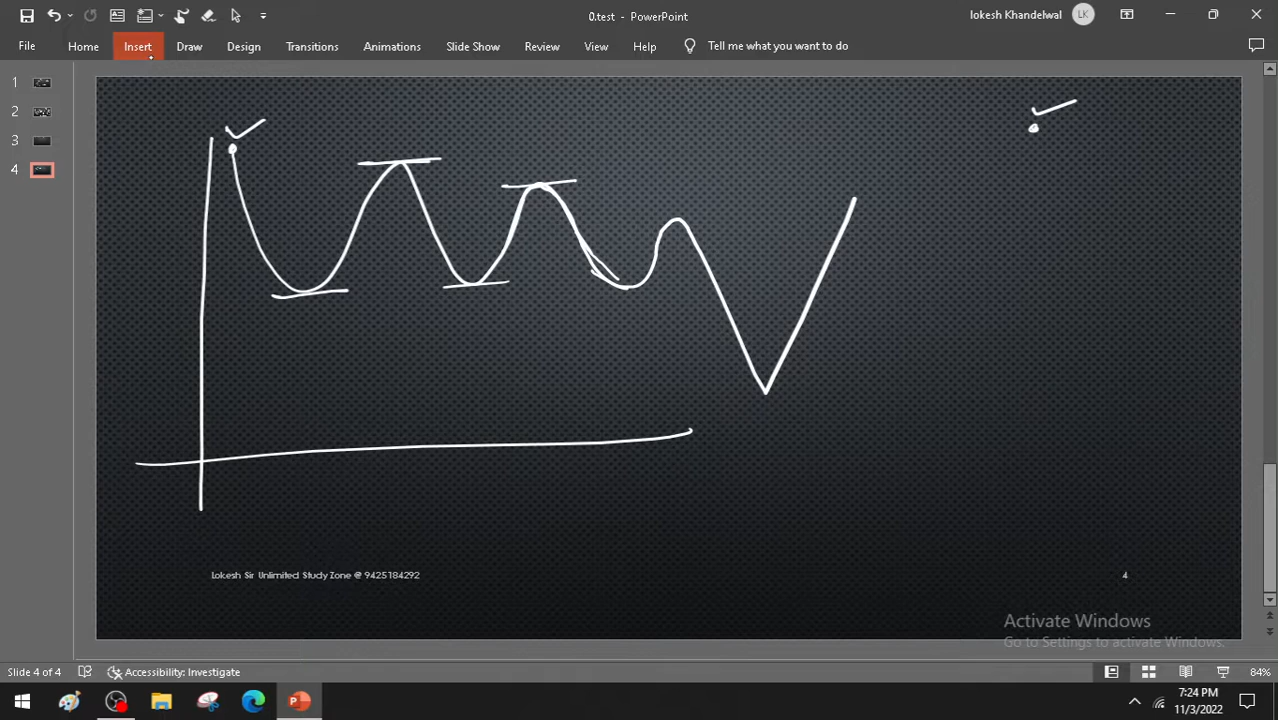 0.test - PowerPoint
lokesh Khandelwal
LK
File
Home
Insert
Draw
Design
Transitions
Animations
Slide Show
Review
View
Help
Tell me what you want to do
1
2
3
4
Lokesh Sir Unlimited Study Zone @ 9425184292
4
Activate Windows
Go to Settings to activate Windows.
Slide 4 of 4
Accessibility: Investigate
84%
7:24 PM
11/3/2022